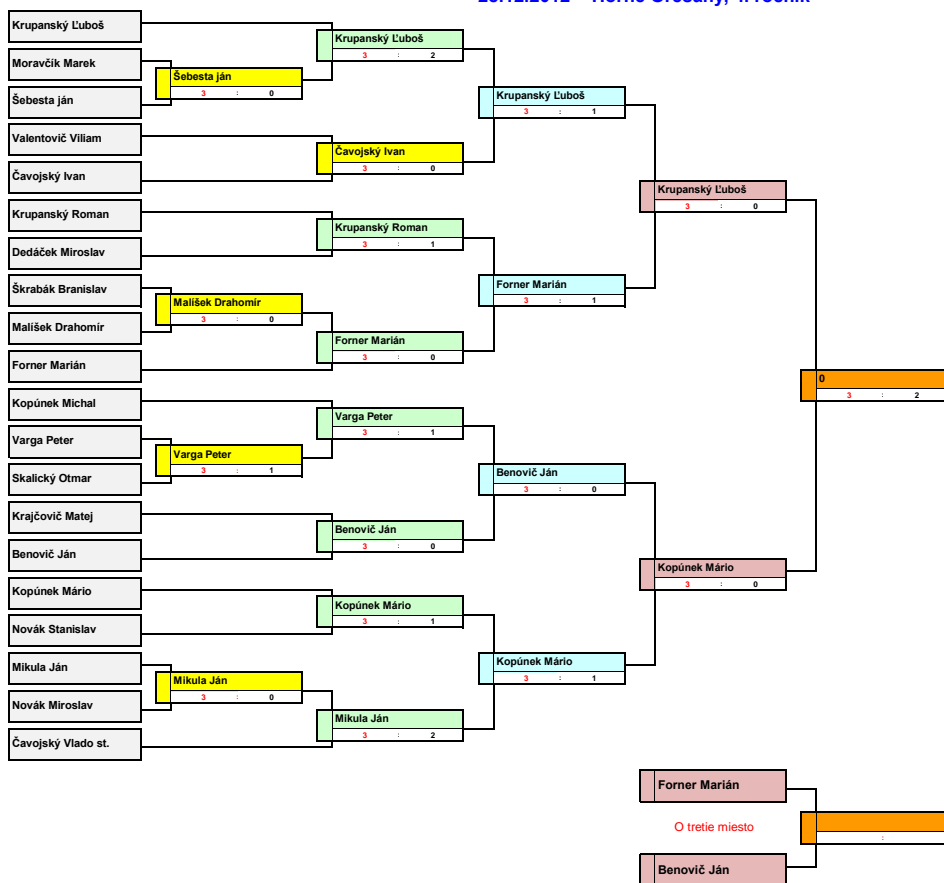 Krupanský Ľuboš
Moravčík Marek
Šebesta ján
Valentovič Viliam
Čavojský Ivan
Krupanský Roman
Dedáček Miroslav
Škrabák Branislav
Malíšek Drahomír
Forner Marián
Kopúnek Michal
Varga Peter
Skalický Otmar
Krajčovič Matej
Benovič Ján
Kopúnek Mário
Novák Stanislav
Mikula Ján
Novák Miroslav
Čavojský Vlado st.
Šebesta ján
3 : 0
Malíšek Drahomír
3 : 0
Varga Peter
3 : 1
Mikula Ján
3 : 0
Krupanský Ľuboš
3 : 2
Čavojský Ivan
3 : 0
Krupanský Roman
3 : 1
Forner Marián
3 : 0
Varga Peter
3 : 1
Benovič Ján
3 : 0
Kopúnek Mário
3 : 1
Mikula Ján
3 : 2
Krupanský Ľuboš
3 : 1
Forner Marián
3 : 1
Benovič Ján
3 : 0
Kopúnek Mário
3 : 1
Krupanský Ľuboš
3 : 0
Kopúnek Mário
3 : 0
0
3 : 2
Forner Marián
O tretie miesto
:
Benovič Ján